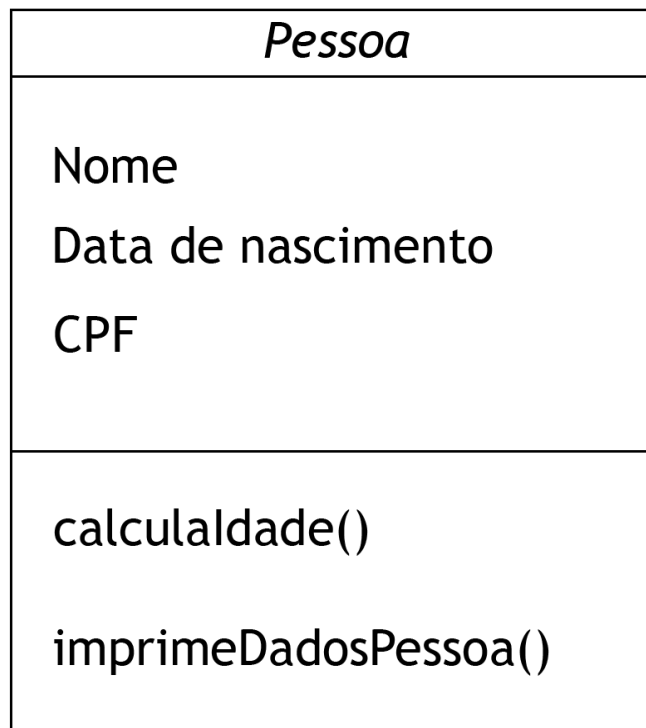 Pessoa
Nome
Data de nascimento
CPF
calculaIdade()
imprimeDadosPessoa()